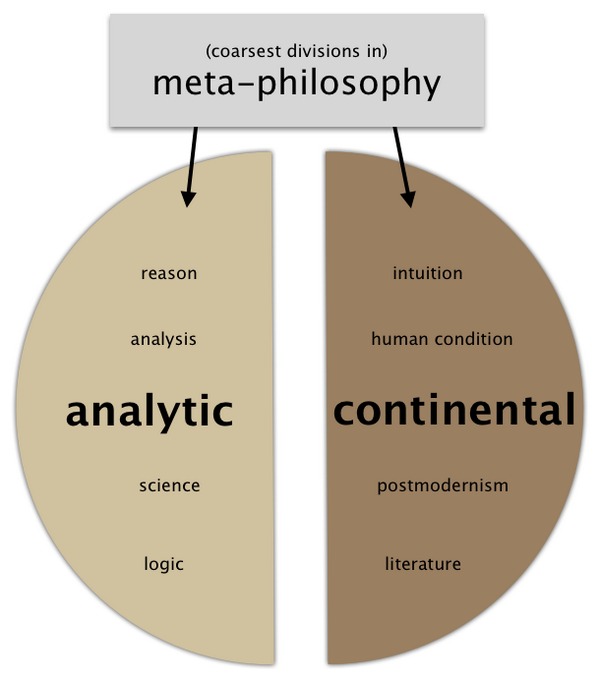 (coarsest divisions in)
meta-philosophy
reason
analysis
analytic
science
logic
intuition
human condition
continental
postmodernism
literature